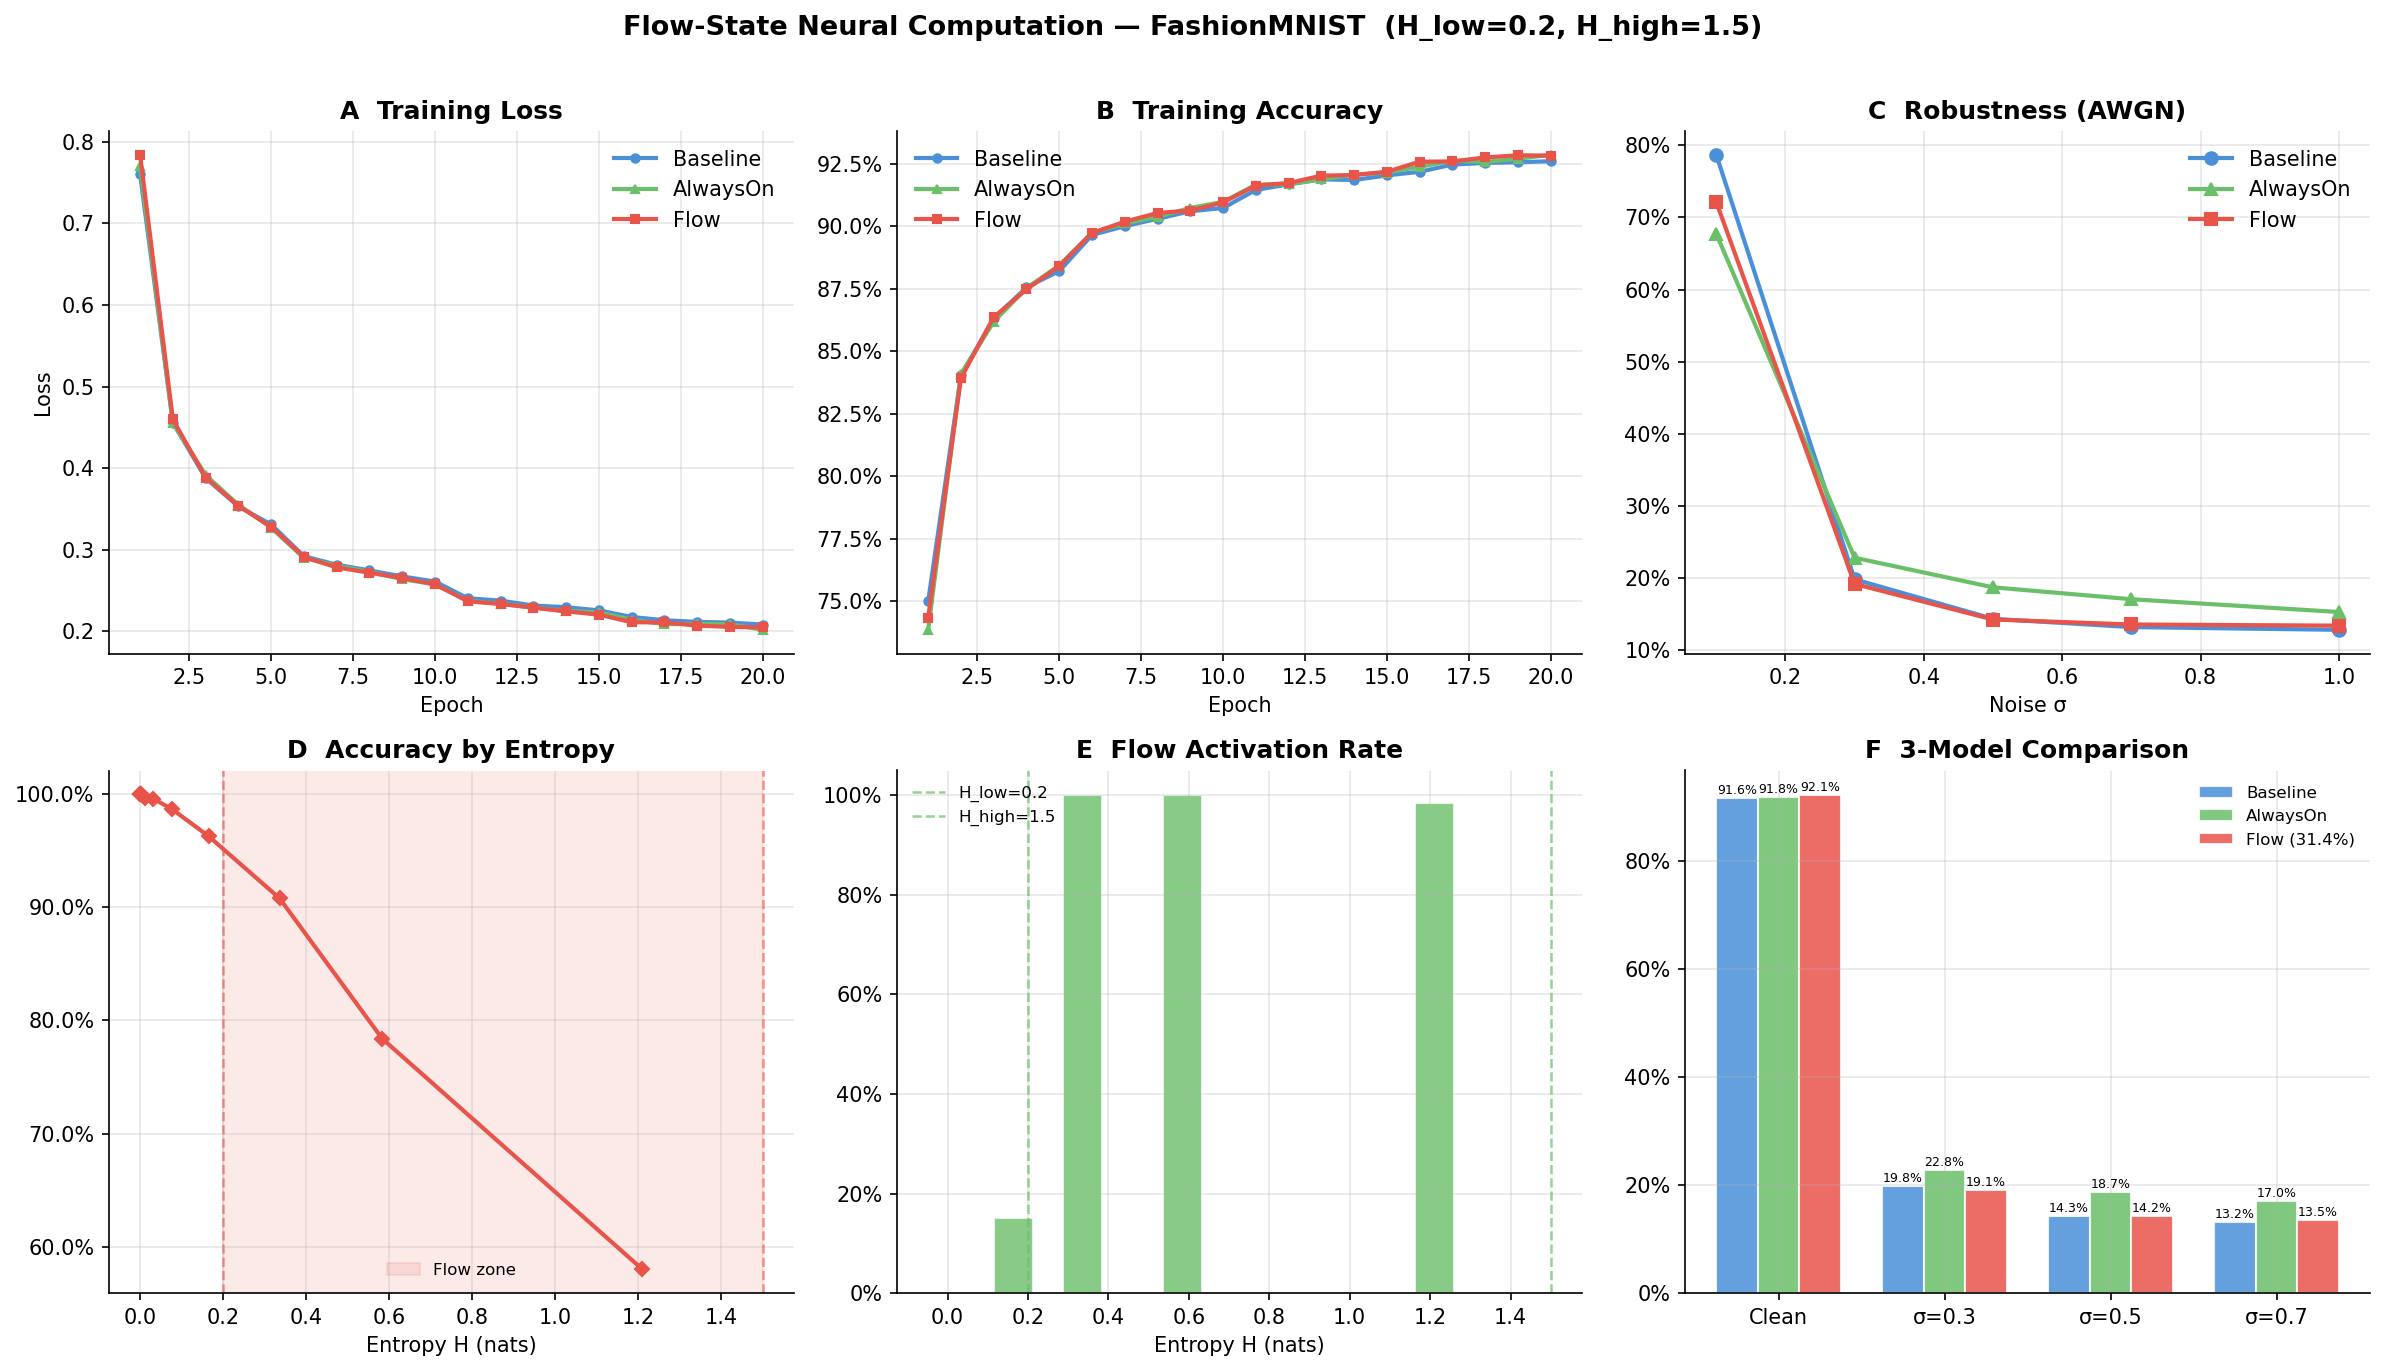 Flow-State Neural Computation — FashionMNIST  (H_low=0.2, H_high=1.5)
A  Training Loss
Loss
0.8
0.7
0.6
0.5
0.4
0.3
0.2
2.5 5.0 7.5 10.0 12.5 15.0 17.5 20.0
Epoch
Baseline
AlwaysOn
Flow
B  Training Accuracy
92.5%
90.0%
87.5%
85.0%
82.5%
80.0%
77.5%
75.0%
2.5 5.0 7.5 10.0 12.5 15.0 17.5 20.0
Epoch
Baseline
AlwaysOn
Flow
C  Robustness (AWGN)
80%
70%
60%
50%
40%
30%
20%
10%
0.2 0.4 0.6 0.8 1.0
Noise σ
Baseline
AlwaysOn
Flow
D  Accuracy by Entropy
100.0%
90.0%
80.0%
70.0%
60.0%
Flow zone
0.0 0.2 0.4 0.6 0.8 1.0 1.2 1.4
Entropy H (nats)
E  Flow Activation Rate
H_low=0.2
H_high=1.5
100%
80%
60%
40%
20%
0%
0.0 0.2 0.4 0.6 0.8 1.0 1.2 1.4
Entropy H (nats)
F  3-Model Comparison
Baseline
AlwaysOn
Flow (31.4%)
80%
60%
40%
20%
0%
91.6% 91.8% 92.1%
19.8% 22.8% 19.1%
14.3% 18.7% 14.2%
13.2% 17.0% 13.5%
Clean σ=0.3 σ=0.5 σ=0.7